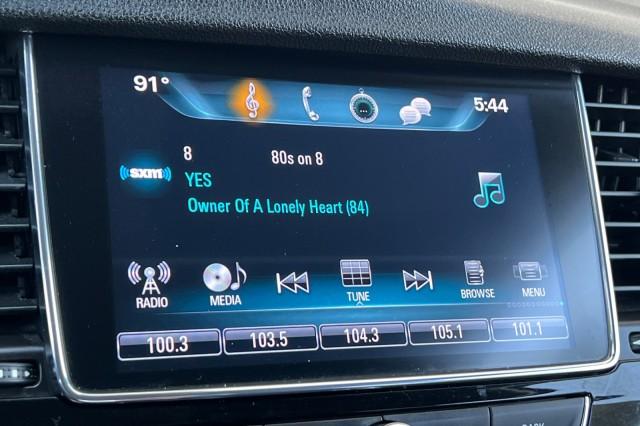 91° 5:44
8 80s on 8
sxm
YES
Owner Of A Lonely Heart (84)
RADIO MEDIA TUNE BROWSE MENU
100.3 103.5 104.3 105.1 101.1